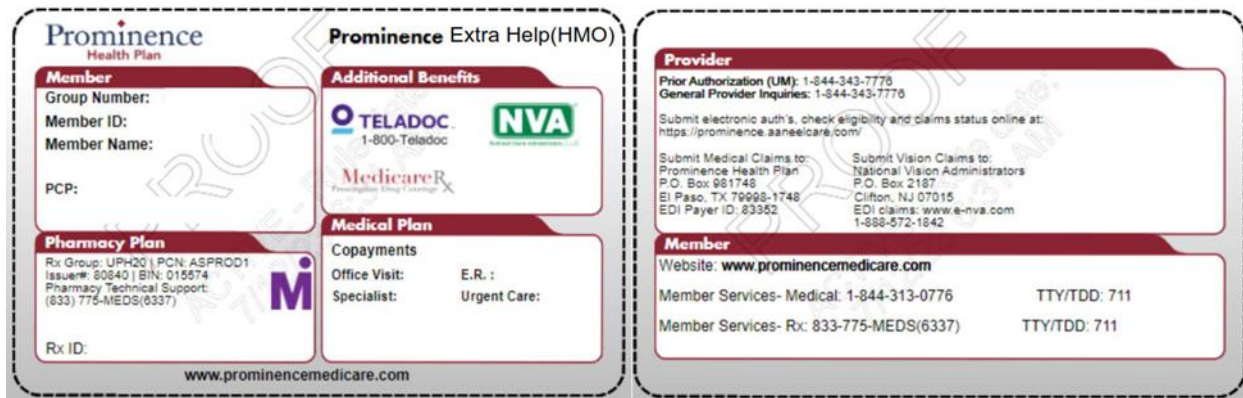 Prominence
Health Plan
Prominence Extra Help(HMO)
Member
Group Number:
Member ID:
Member Name:
PCP:
Pharmacy Plan
Rx Group: UPH20 | PCN: ASPROD1
Issuer#: 80840 | BIN: 015574
Pharmacy Technical Support:
(833) 775-MEDS(6337)
Rx ID:
Additional Benefits
TELADOC.
1-800-Teladoc
NVA
MedicareRx
Prescription Drug Coverage
Medical Plan
Copayments
Office Visit: E.R. :
Specialist: Urgent Care:
www.prominencemedicare.com
Provider
Prior Authorization (UM): 1-844-343-7776
General Provider Inquiries: 1-844-343-7776
Submit electronic auth's, check eligibility and claims status online at:
https://prominence.aaneelcare.com/
Submit Medical Claims to:
Prominence Health Plan
P.O. Box 981748
El Paso, TX 79998-1748
EDI Payer ID: 83352
Submit Vision Claims to:
National Vision Administrators
P.O. Box 2187
Clifton, NJ 07015
EDI claims: www.e-nva.com
1-888-572-1842
Member
Website: www.prominencemedicare.com
Member Services- Medical: 1-844-313-0776 TTY/TDD: 711
Member Services- Rx: 833-775-MEDS(6337) TTY/TDD: 711
PROOF
PROOF